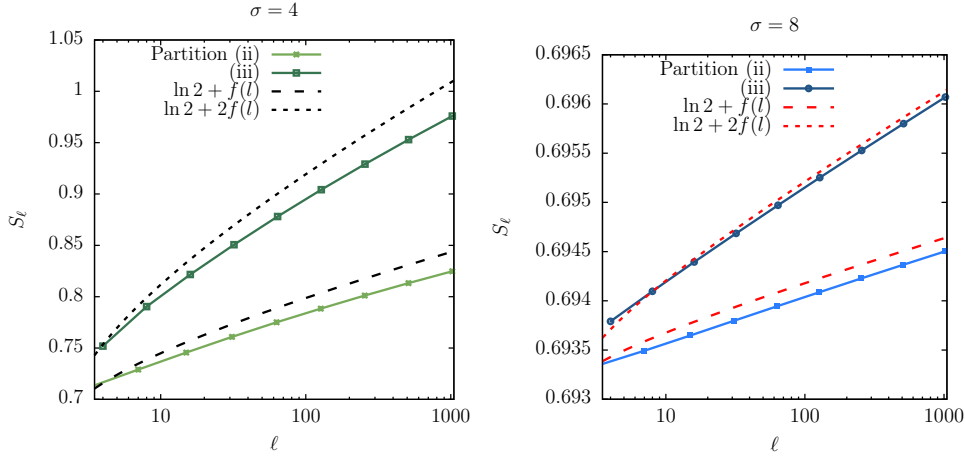 σ = 4
1.05
1
0.95
0.9
0.85
0.8
0.75
0.7
S_ℓ
Partition (ii)
(iii)
ln 2 + f(l)
ln 2 + 2f(l)
10
100
1000
ℓ
σ = 8
0.6965
0.696
0.6955
0.695
0.6945
0.694
0.6935
0.693
S_ℓ
Partition (ii)
(iii)
ln 2 + f(l)
ln 2 + 2f(l)
10
100
1000
ℓ